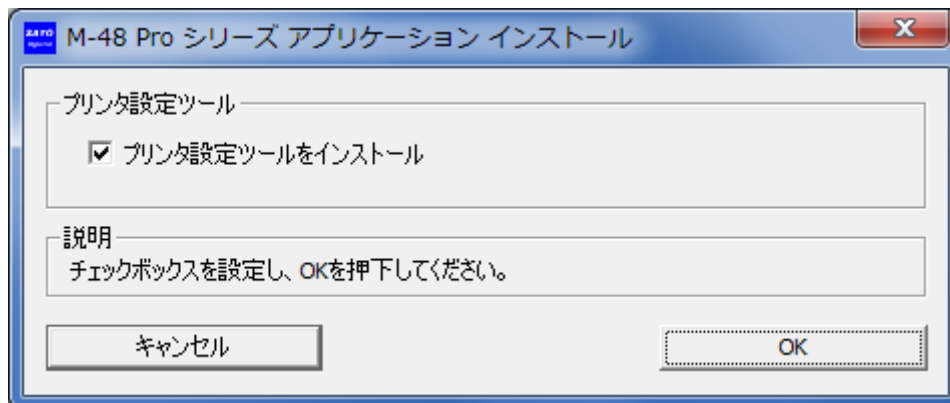 SATO
M-48 Pro シリーズ アプリケーション インストール
プリンタ設定ツール
プリンタ設定ツールをインストール
説明
チェックボックスを設定し、OKを押下してください。
キャンセル
OK